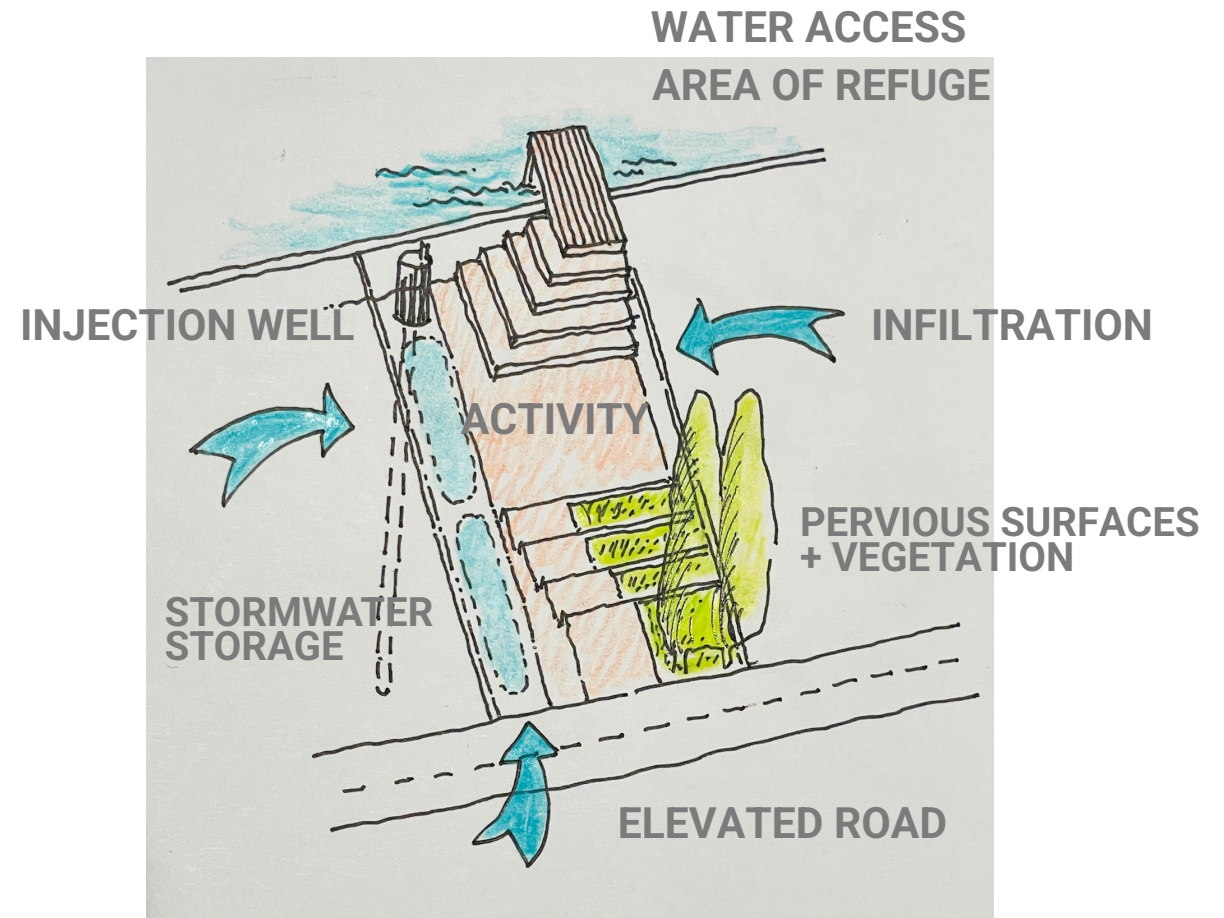 WATER ACCESS
AREA OF REFUGE
INJECTION WELL
INFILTRATION
ACTIVITY
PERVIOUS SURFACES
+ VEGETATION
STORMWATER
STORAGE
ELEVATED ROAD